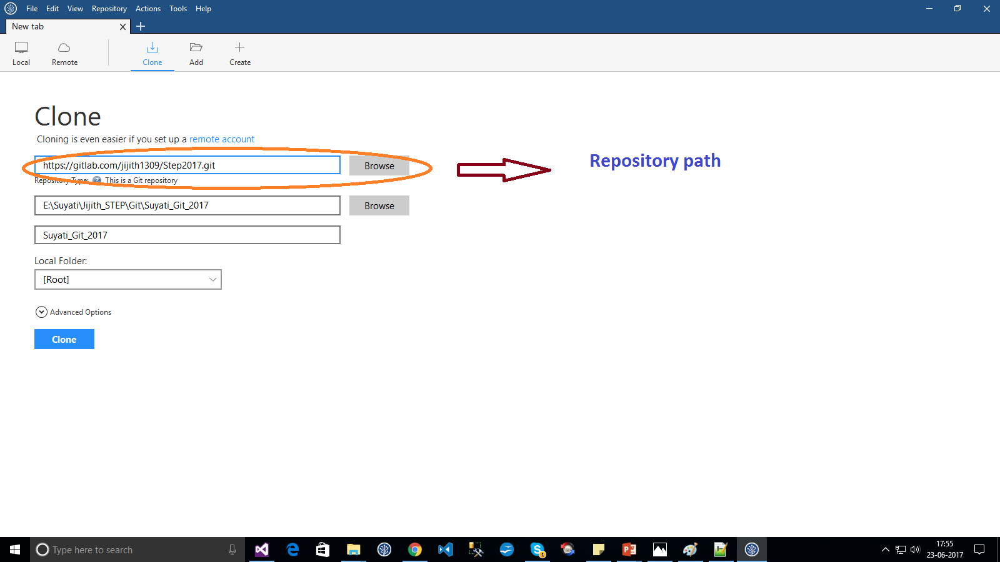 File Edit View Repository Actions Tools Help
New tab
Local Remote Clone Add Create
Clone
Cloning is even easier if you set up a remote account
https://gitlab.com/jijith1309/Step2017.git Browse
Repository path
Repository Type: ? This is a Git repository
E:\Suyati\Jijith_STEP\Git\Suyati_Git_2017 Browse
Suyati_Git_2017
Local Folder:
[Root]
Advanced Options
Clone
Type here to search
17:55
23-06-2017